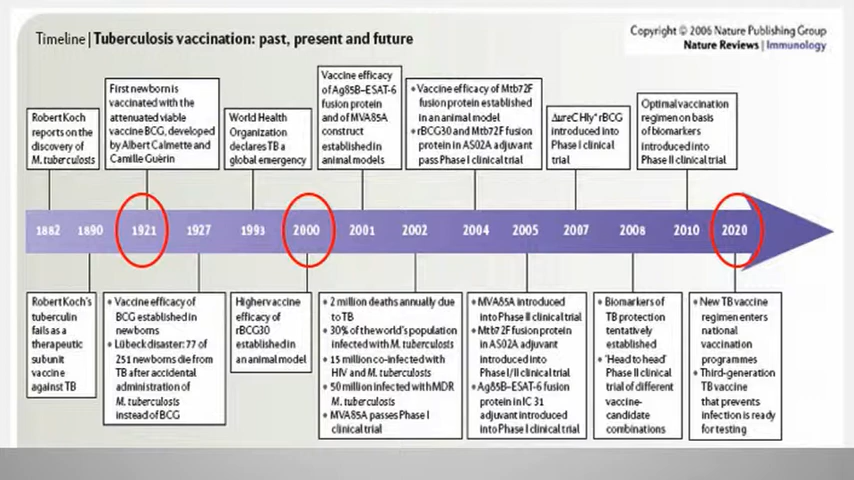 Timeline | Tuberculosis vaccination: past, present and future
Copyright © 2006 Nature Publishing Group
Nature Reviews | Immunology
Robert Koch
reports on the
discovery of
M. tuberculosis
First newborn is
vaccinated with the
attenuated viable
vaccine BCG, developed
by Albert Calmette and
Camille Guérin
World Health
Organization
declares TB a
global emergency
Vaccine efficacy
of Ag85B–ESAT-6
fusion protein
and of MVA85A
construct
established in
animal models
• Vaccine efficacy of Mtb72F
fusion protein established
in an animal model
• rBCG30 and Mtb72F fusion
protein in AS02A adjuvant
pass Phase I clinical trial
ΔureC Hly⁺ rBCG
introduced into
Phase I clinical
trial
Optimal vaccination
regimen on basis
of biomarkers
introduced into
Phase II clinical trial
1882 1890 1921 1927 1993 2000 2001 2002 2004 2005 2007 2008 2010 2020
Robert Koch's
tuberculin
fails as a
therapeutic
subunit
vaccine
against TB
• Vaccine efficacy of
BCG established in
newborns
• Lübeck disaster: 77 of
251 newborns die from
TB after accidental
administration of
M. tuberculosis
instead of BCG
Higher vaccine
efficacy of
rBCG30
established in
an animal model
• 2 million deaths annually due
to TB
• 30% of the world's population
infected with M. tuberculosis
• 15 million co-infected with
HIV and M. tuberculosis
• 50 million infected with MDR
M. tuberculosis
• MVA85A passes Phase I
clinical trial
• MVA85A introduced
into Phase II clinical trial
• Mtb72F fusion protein
in AS02A adjuvant
introduced into
Phase I/II clinical trial
• Ag85B–ESAT-6 fusion
protein in IC 31
adjuvant introduced
into Phase I clinical trial
• Biomarkers of
TB protection
tentatively
established
• 'Head to head'
Phase II clinical
trial of different
vaccine-
candidate
combinations
• New TB vaccine
regimen enters
national
vaccination
programmes
• Third-generation
TB vaccine
that prevents
infection is ready
for testing